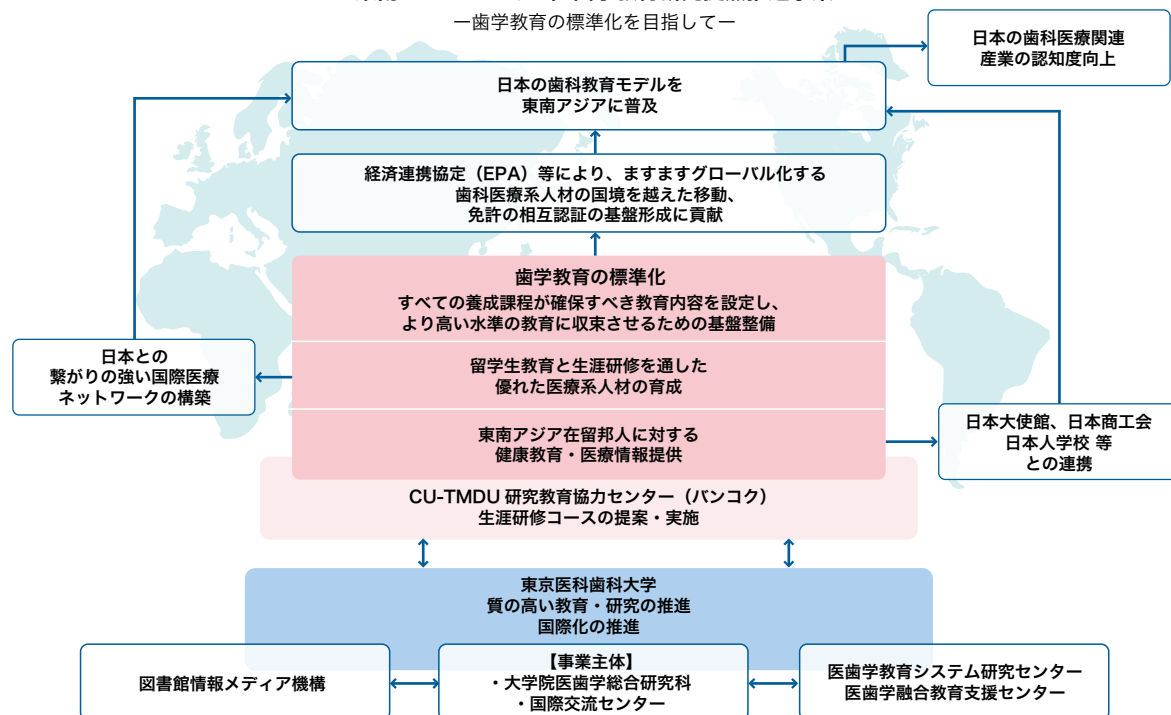 ー歯学教育の標準化を目指してー
日本の歯科医療関連
産業の認知度向上
日本の歯科教育モデルを
東南アジアに普及
経済連携協定（EPA）等により、ますますグローバル化する
歯科医療系人材の国境を越えた移動、
免許の相互認証の基盤形成に貢献
歯学教育の標準化
すべての養成課程が確保すべき教育内容を設定し、
より高い水準の教育に収束させるための基盤整備
日本との
繋がりの強い国際医療
ネットワークの構築
留学生教育と生涯研修を通した
優れた医療系人材の育成
東南アジア在留邦人に対する
健康教育・医療情報提供
日本大使館、日本商工会
日本人学校 等
との連携
CU-TMDU 研究教育協力センター（バンコク）
生涯研修コースの提案・実施
東京医科歯科大学
質の高い教育・研究の推進
国際化の推進
図書館情報メディア機構
【事業主体】
・大学院医歯学総合研究科
・国際交流センター
医歯学教育システム研究センター
医歯学融合教育支援センター